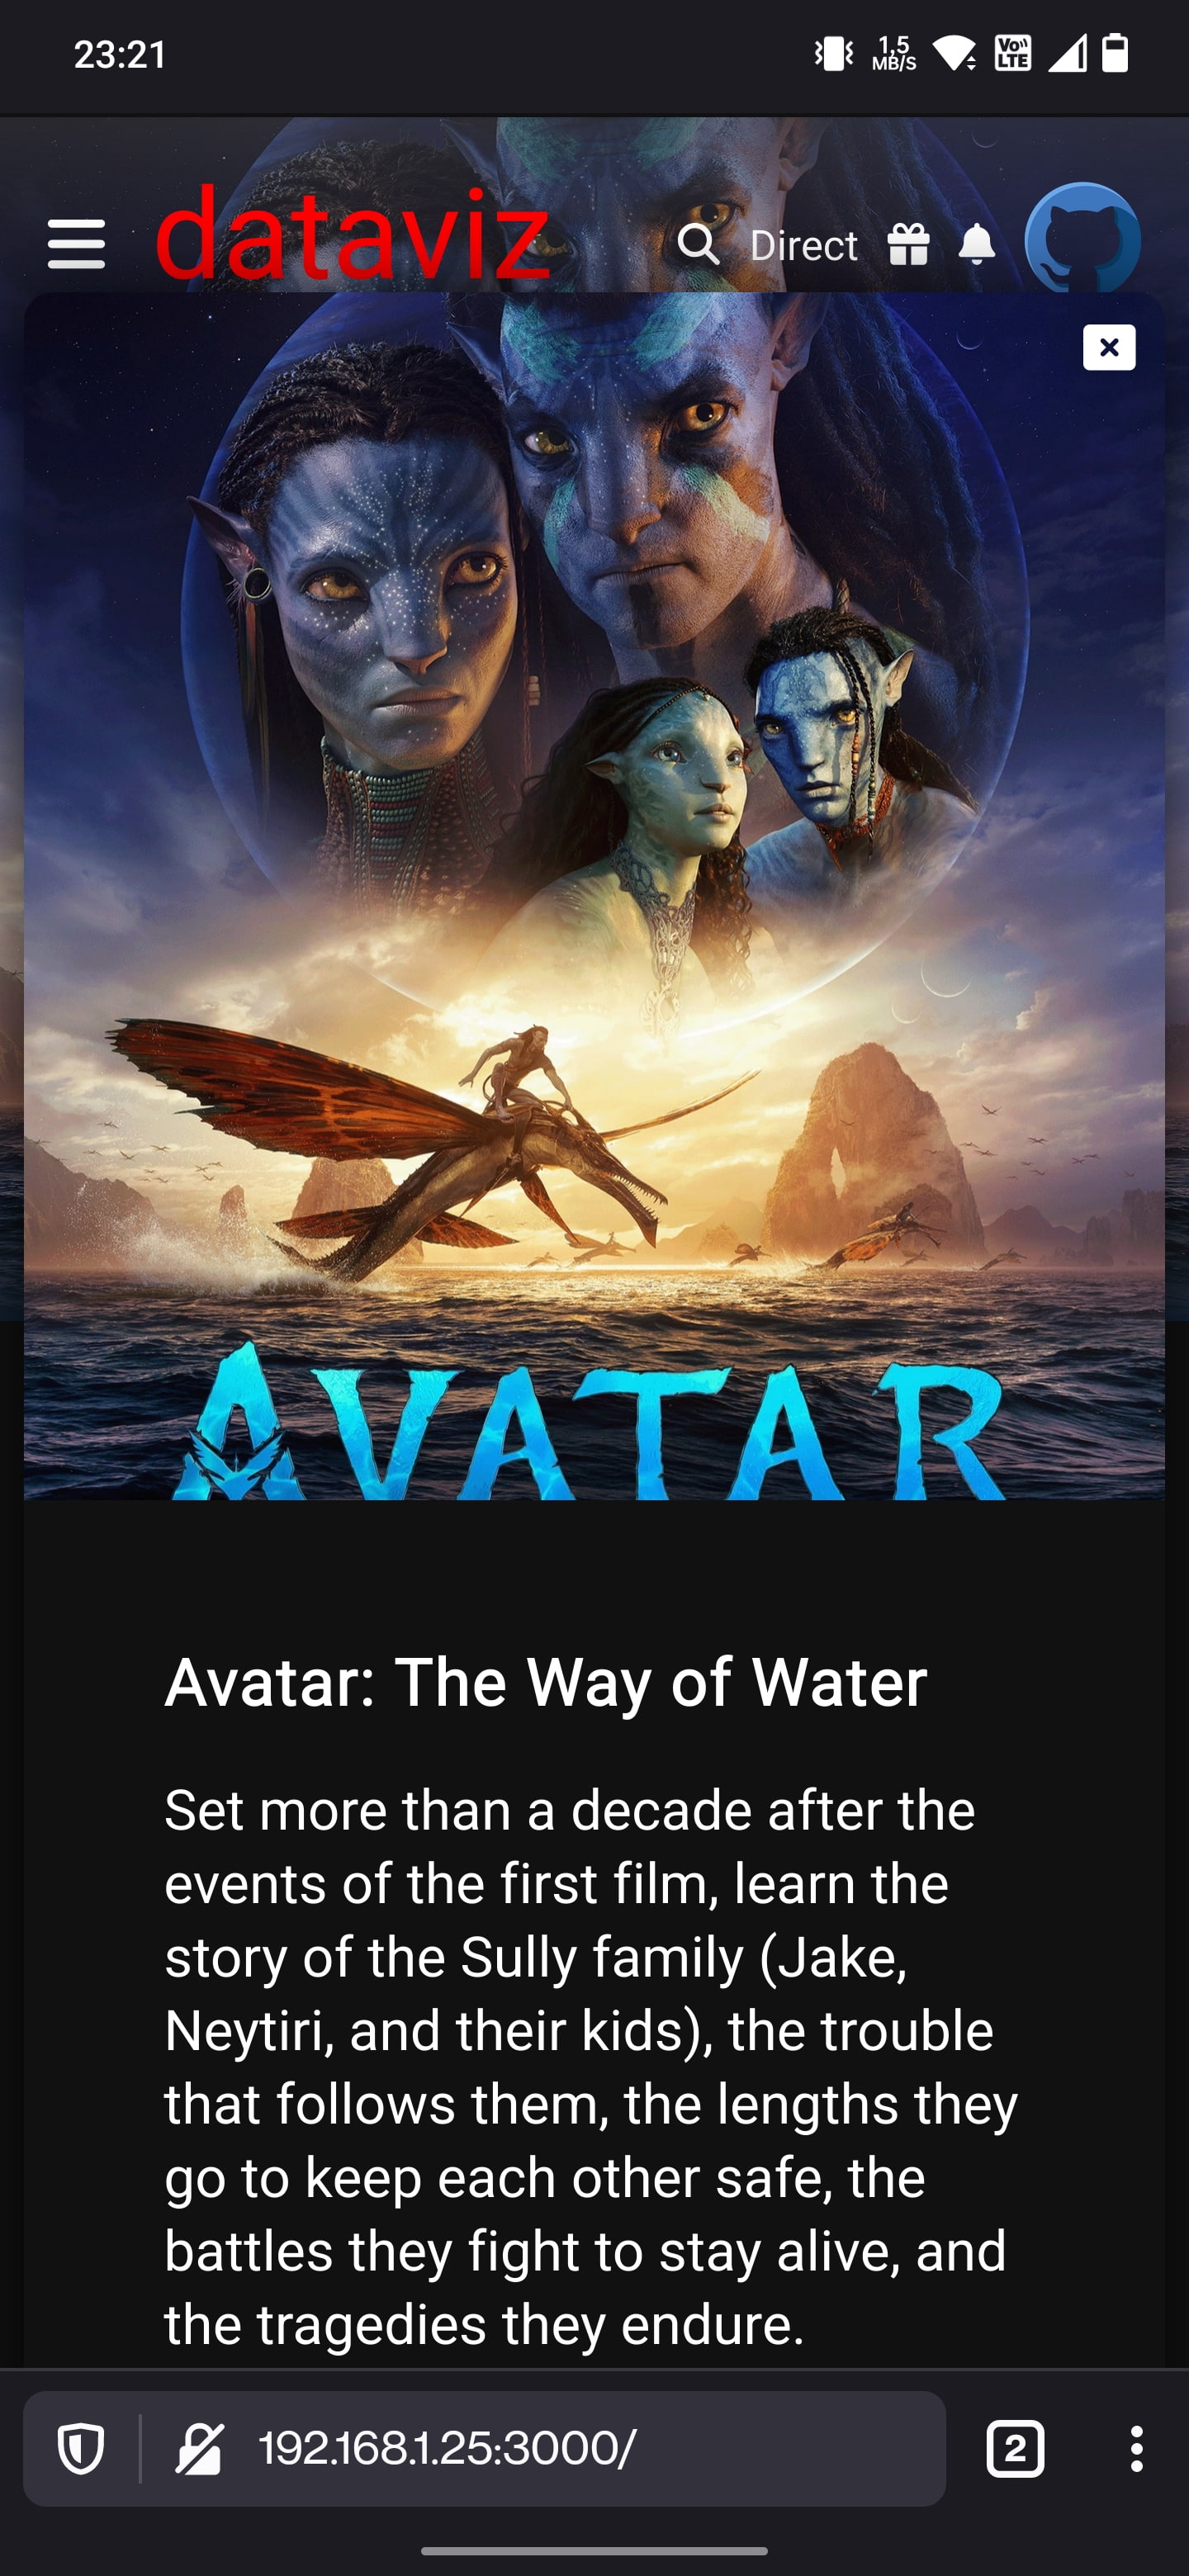 23:21
1,5
MB/S
Vo
LTE
dataviz
Direct
AVATAR
Avatar: The Way of Water
Set more than a decade after the
events of the first film, learn the
story of the Sully family (Jake,
Neytiri, and their kids), the trouble
that follows them, the lengths they
go to keep each other safe, the
battles they fight to stay alive, and
the tragedies they endure.
192.168.1.25:3000/
2